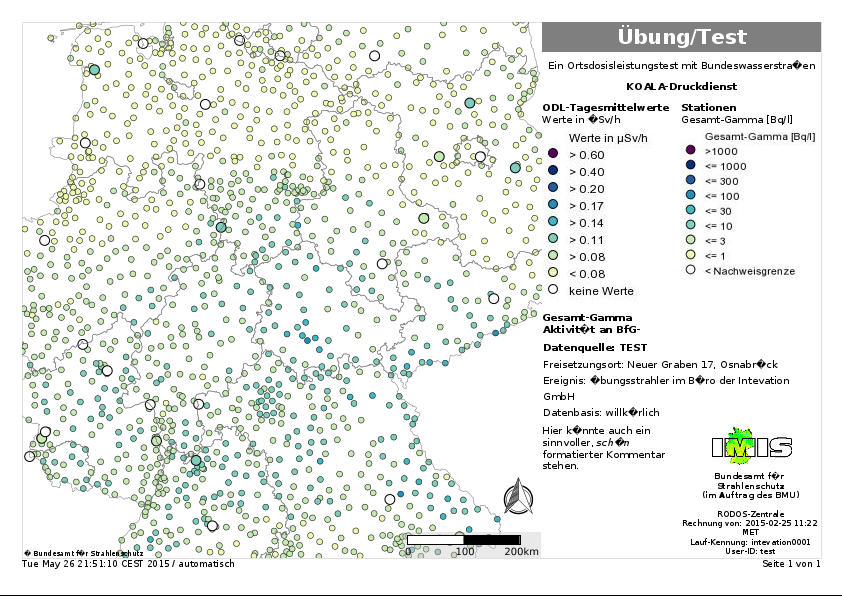 Übung/Test
Ein Ortsdosisleistungstest mit Bundeswasserstra�en
KOALA-Druckdienst
ODL-Tagesmittelwerte
Werte in �Sv/h
Werte in µSv/h
> 0.60
> 0.40
> 0.20
> 0.17
> 0.14
> 0.11
> 0.08
< 0.08
keine Werte
Stationen
Gesamt-Gamma [Bq/l]
Gesamt-Gamma [Bq/l]
>1000
<= 1000
<= 300
<= 100
<= 30
<= 10
<= 3
<= 1
< Nachweisgrenze
Gesamt-Gamma
Aktivit�t an BfG-
Datenquelle: TEST
Freisetzungsort: Neuer Graben 17, Osnabr�ck
Ereignis: �bungsstrahler im B�ro der Intevation
GmbH
Datenbasis: willk�rlich
Hier k�nnte auch ein
sinnvoller, sch�n
formatierter Kommentar
stehen.
IMIS
Bundesamt f�r
Strahlenschutz
(im Auftrag des BMU)
RODOS-Zentrale
Rechnung von: 2015-02-25 11:22
MET
Lauf-Kennung: intevation0001
User-ID: test
0 100 200km
� Bundesamt f�r Strahlenschutz
Tue May 26 21:51:10 CEST 2015 / automatisch
Seite 1 von 1